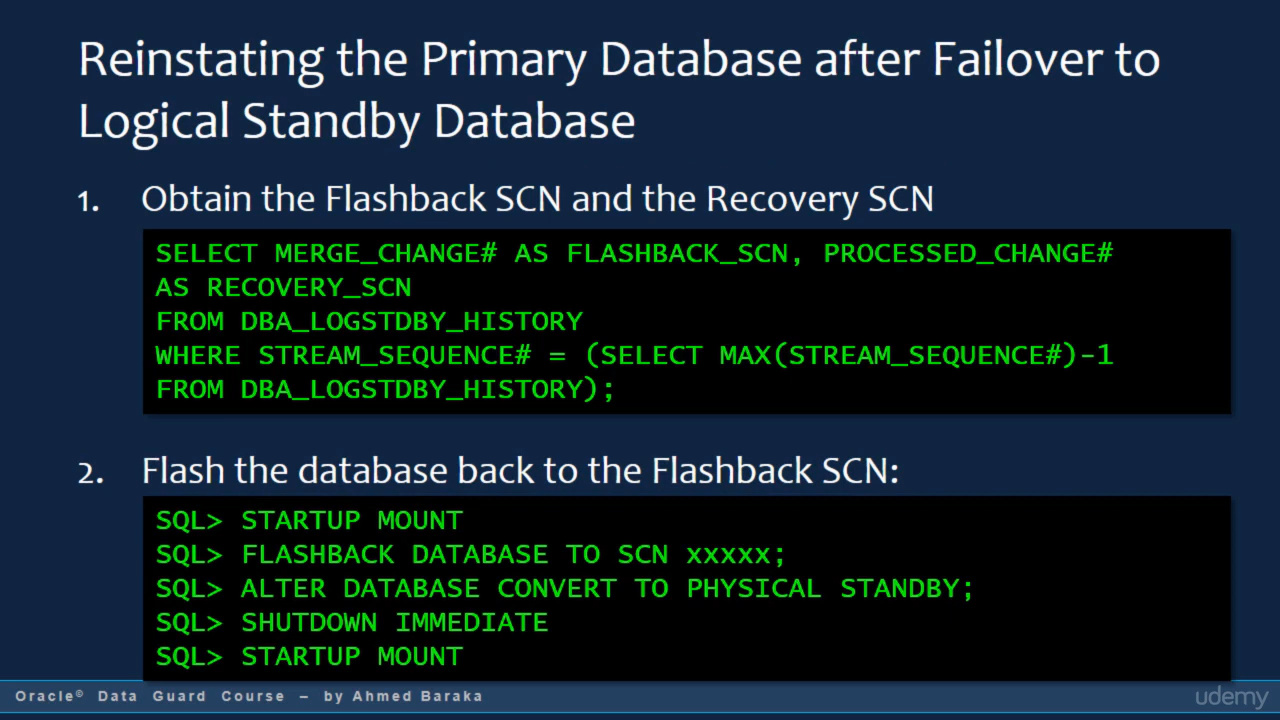 Reinstating the Primary Database after Failover to
Logical Standby Database
1. Obtain the Flashback SCN and the Recovery SCN
SELECT MERGE_CHANGE# AS FLASHBACK_SCN, PROCESSED_CHANGE#
AS RECOVERY_SCN
FROM DBA_LOGSTDBY_HISTORY
WHERE STREAM_SEQUENCE# = (SELECT MAX(STREAM_SEQUENCE#)-1
FROM DBA_LOGSTDBY_HISTORY);
2. Flash the database back to the Flashback SCN:
SQL> STARTUP MOUNT
SQL> FLASHBACK DATABASE TO SCN xxxxx;
SQL> ALTER DATABASE CONVERT TO PHYSICAL STANDBY;
SQL> SHUTDOWN IMMEDIATE
SQL> STARTUP MOUNT
Oracle® Data Guard Course – by Ahmed Baraka
udemy